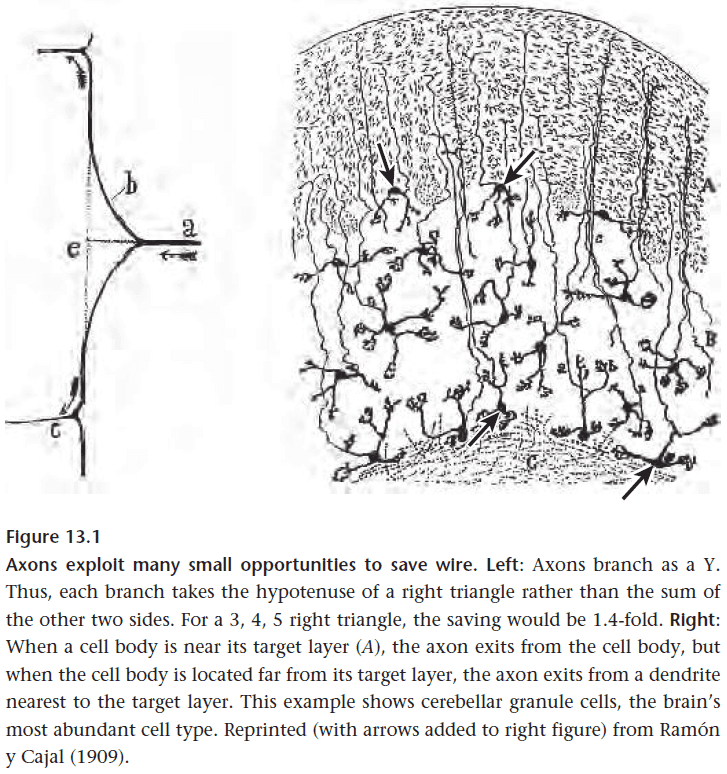 b
a
e
c
A
B
C
Figure 13.1
Axons exploit many small opportunities to save wire. Left: Axons branch as a Y.
Thus, each branch takes the hypotenuse of a right triangle rather than the sum of
the other two sides. For a 3, 4, 5 right triangle, the saving would be 1.4-fold. Right:
When a cell body is near its target layer (A), the axon exits from the cell body, but
when the cell body is located far from its target layer, the axon exits from a dendrite
nearest to the target layer. This example shows cerebellar granule cells, the brain’s
most abundant cell type. Reprinted (with arrows added to right figure) from Ramón
y Cajal (1909).